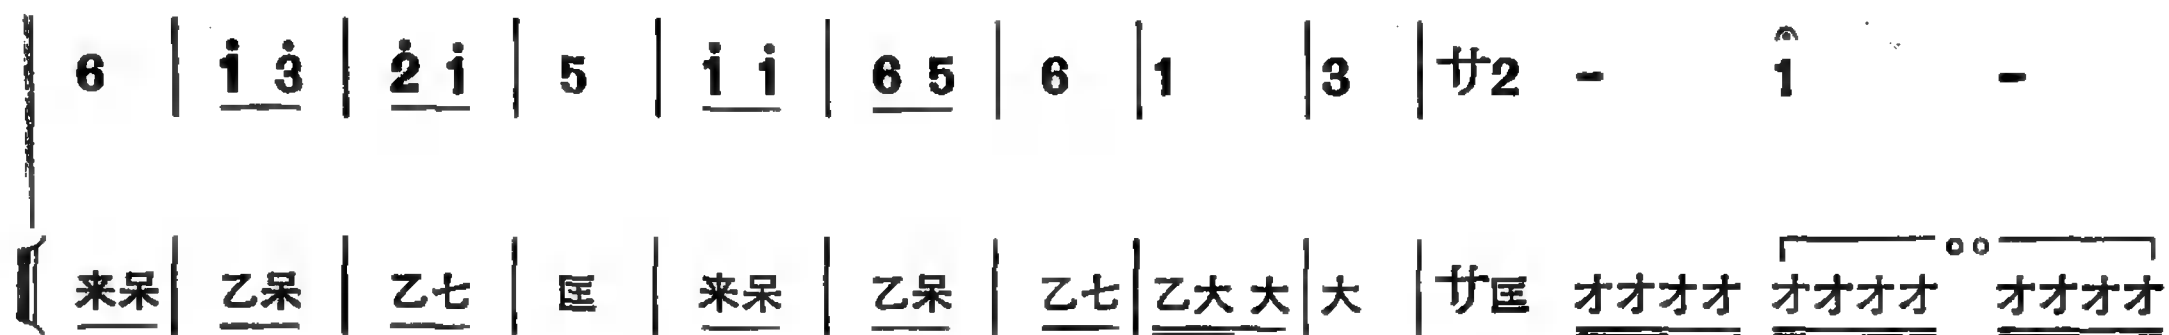 6 | i̇ 3̇ | 2̇ i̇ | 5 | i̇ i̇ | 6 5 | 6 | 1 | 3 | サ2 - 1 -
来呆 | 乙呆 | 乙七 | 匡 | 来呆 | 乙呆 | 乙七 | 乙大 大 | 大 | サ匡 オオオオ オオオオ oo オオオオ